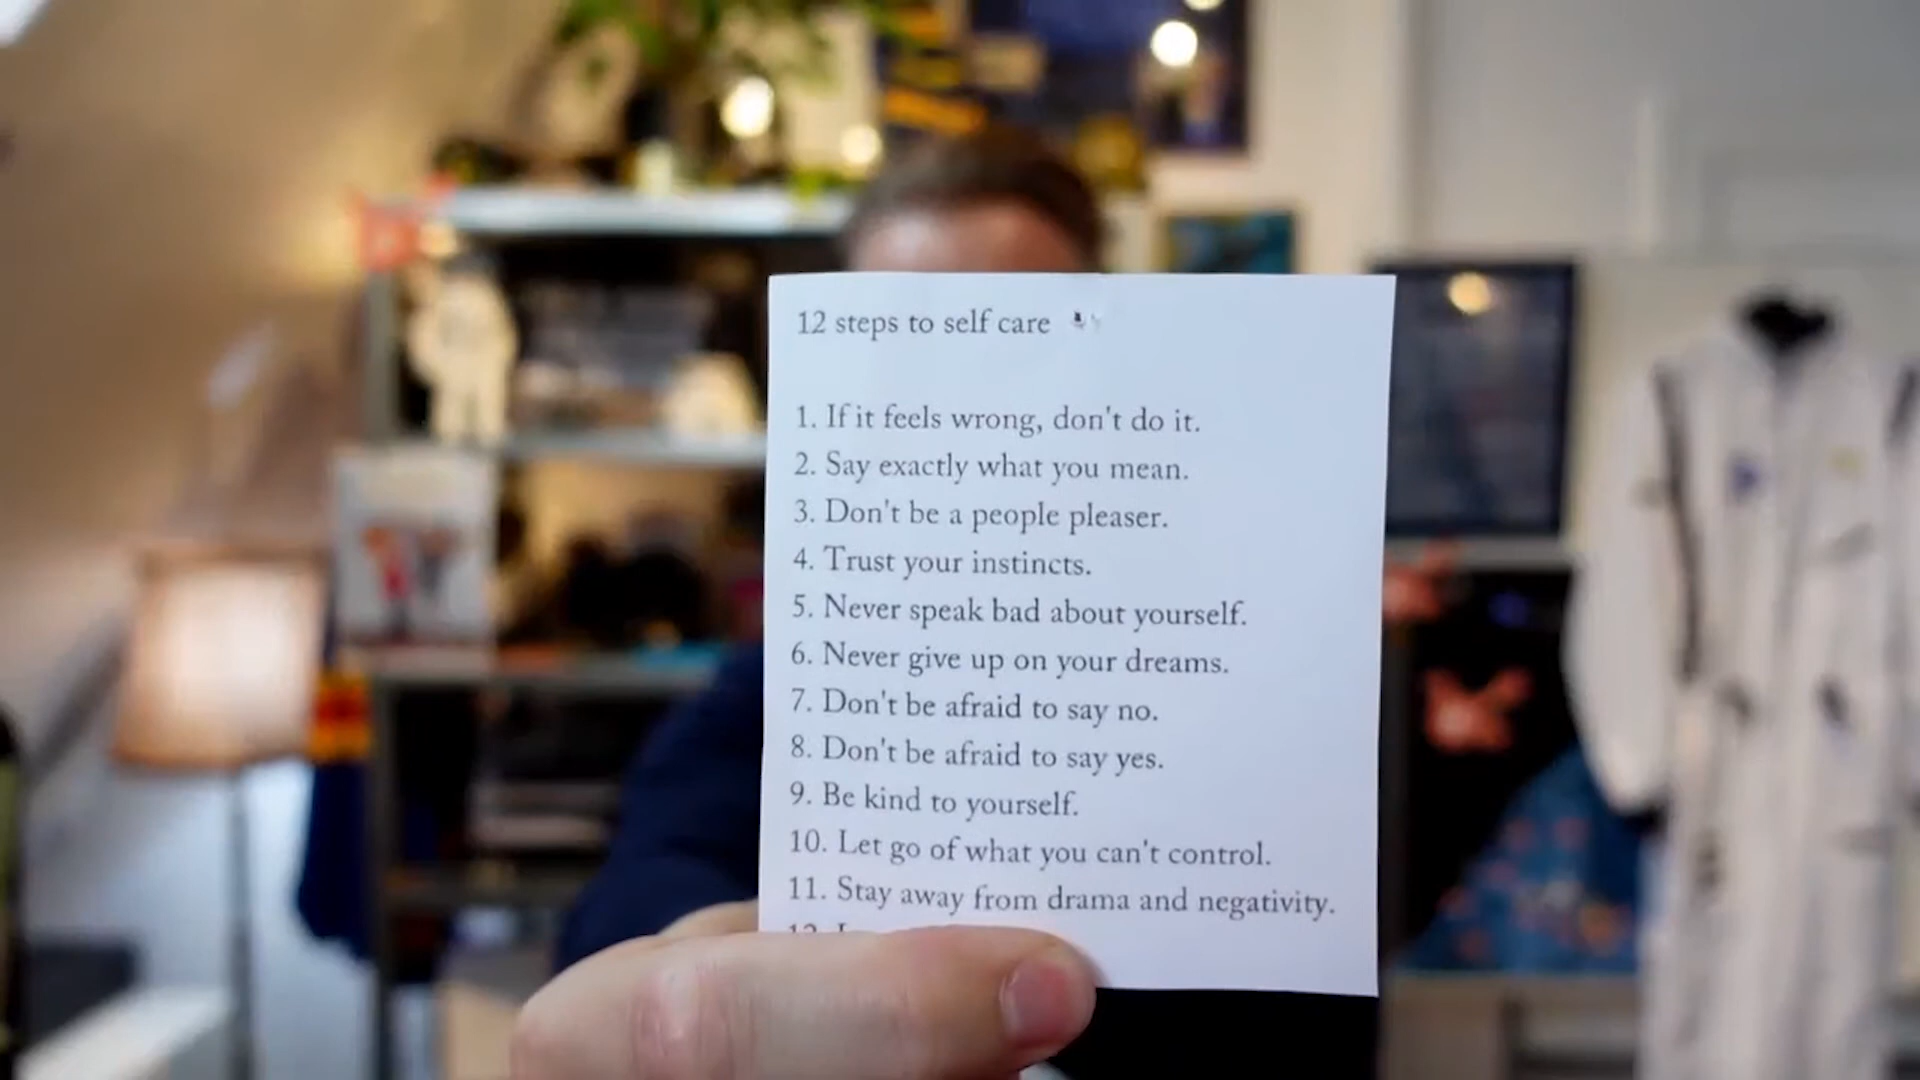 12 steps to self care
1. If it feels wrong, don't do it.
2. Say exactly what you mean.
3. Don't be a people pleaser.
4. Trust your instincts.
5. Never speak bad about yourself.
6. Never give up on your dreams.
7. Don't be afraid to say no.
8. Don't be afraid to say yes.
9. Be kind to yourself.
10. Let go of what you can't control.
11. Stay away from drama and negativity.
12.